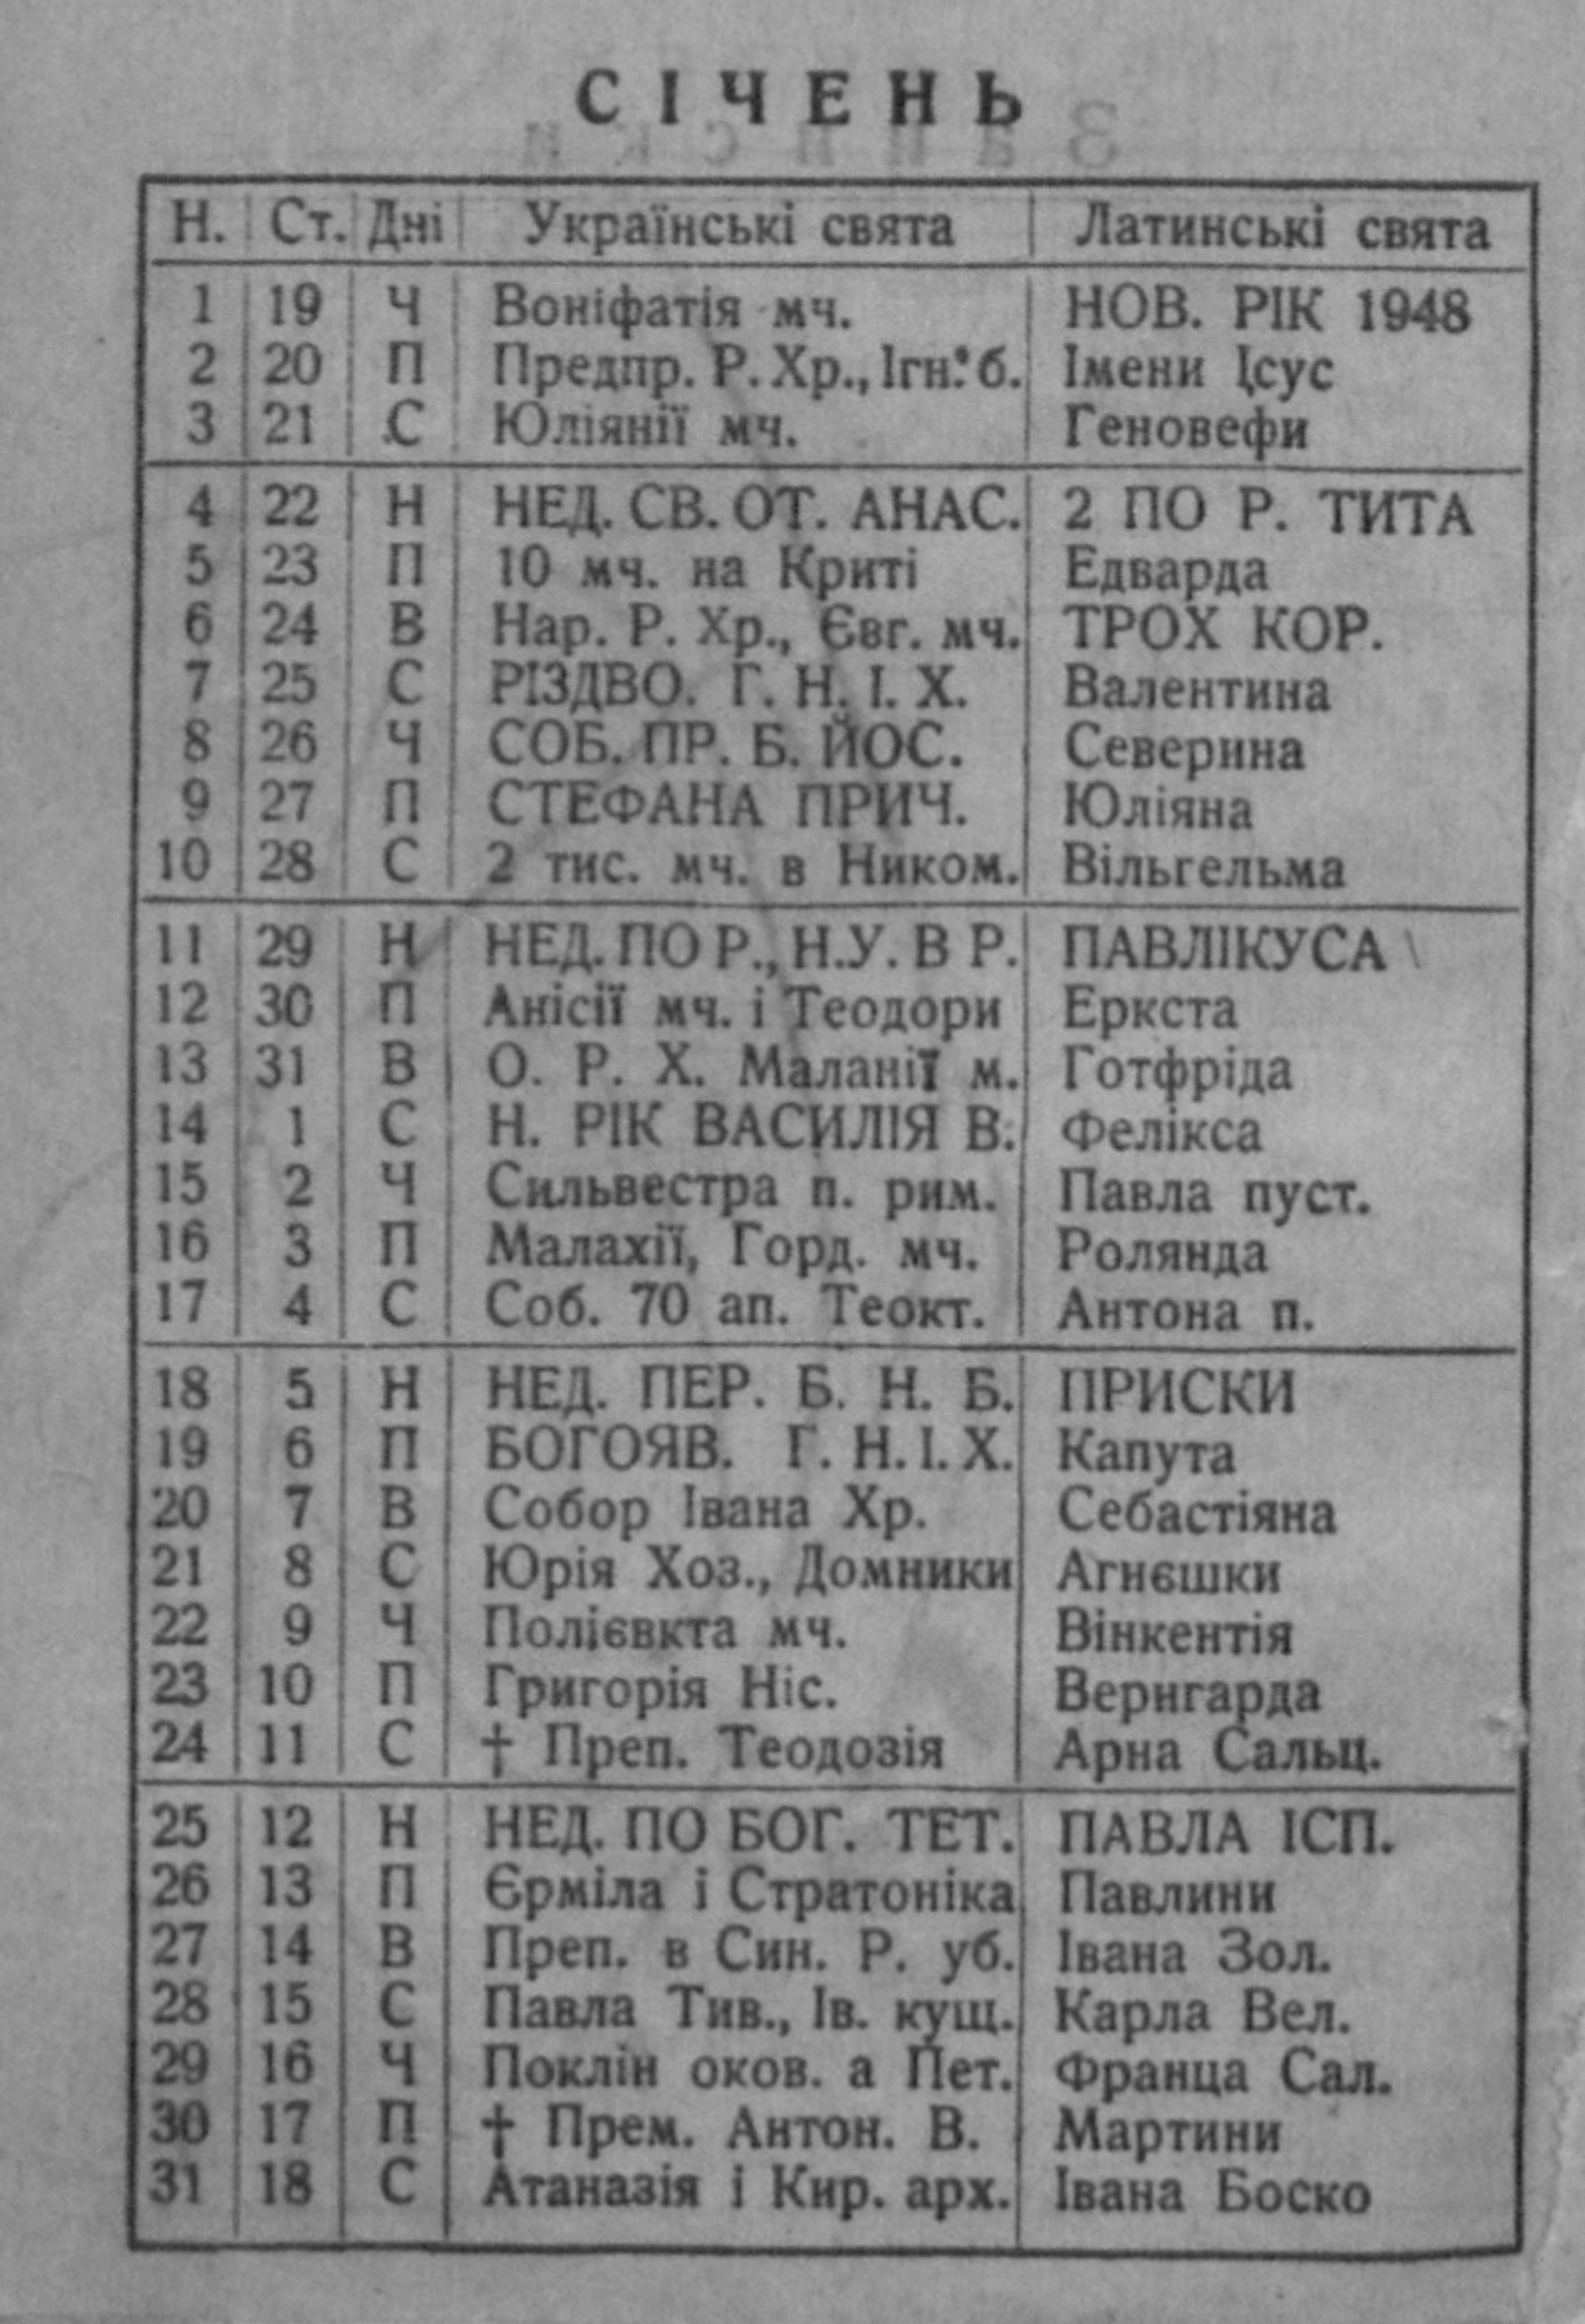 СІЧЕНЬ
Н. Ст. Дні Українські свята Латинські свята
1 19 Ч Воніфатія мч. НОВ. РІК 1948
2 20 П Предпр. Р. Хр., Ігн. б. Імени Ісус
3 21 С Юліянії мч. Геновефи
4 22 Н НЕД. СВ. ОТ. АНАС. 2 ПО Р. ТИТА
5 23 П 10 мч. на Криті Едварда
6 24 В Нар. Р. Хр., Євг. мч. ТРОХ КОР.
7 25 С РІЗДВО. Г. Н. І. Х. Валентина
8 26 Ч СОБ. ПР. Б. ЙОС. Северина
9 27 П СТЕФАНА ПРИЧ. Юліяна
10 28 С 2 тис. мч. в Ником. Вільгельма
11 29 Н НЕД. ПО Р., Н.У. В Р. ПАВЛІКУСА
12 30 П Анісії мч. і Теодори Еркста
13 31 В О. Р. Х. Маланії м. Готфріда
14 1 С Н. РІК ВАСИЛІЯ В. Фелікса
15 2 Ч Сильвестра п. рим. Павла пуст.
16 3 П Малахії, Горд. мч. Ролянда
17 4 С Соб. 70 ап. Теокт. Антона п.
18 5 Н НЕД. ПЕР. Б. Н. Б. ПРИСКИ
19 6 П БОГОЯВ. Г. Н. І. Х. Капута
20 7 В Собор Івана Хр. Себастіяна
21 8 С Юрія Хоз., Домники Агнєшки
22 9 Ч Полієвкта мч. Вінкентія
23 10 П Григорія Ніс. Вернгарда
24 11 С † Преп. Теодозія Арна Сальц.
25 12 Н НЕД. ПО БОГ. ТЕТ. ПАВЛА ІСП.
26 13 П Єрміла і Стратоніка Павлини
27 14 В Преп. в Син. Р. уб. Івана Зол.
28 15 С Павла Тив., Ів. кущ. Карла Вел.
29 16 Ч Поклін оков. а Пет. Франца Сал.
30 17 П † Прем. Антон. В. Мартини
31 18 С Атаназія і Кир. арх. Івана Боско